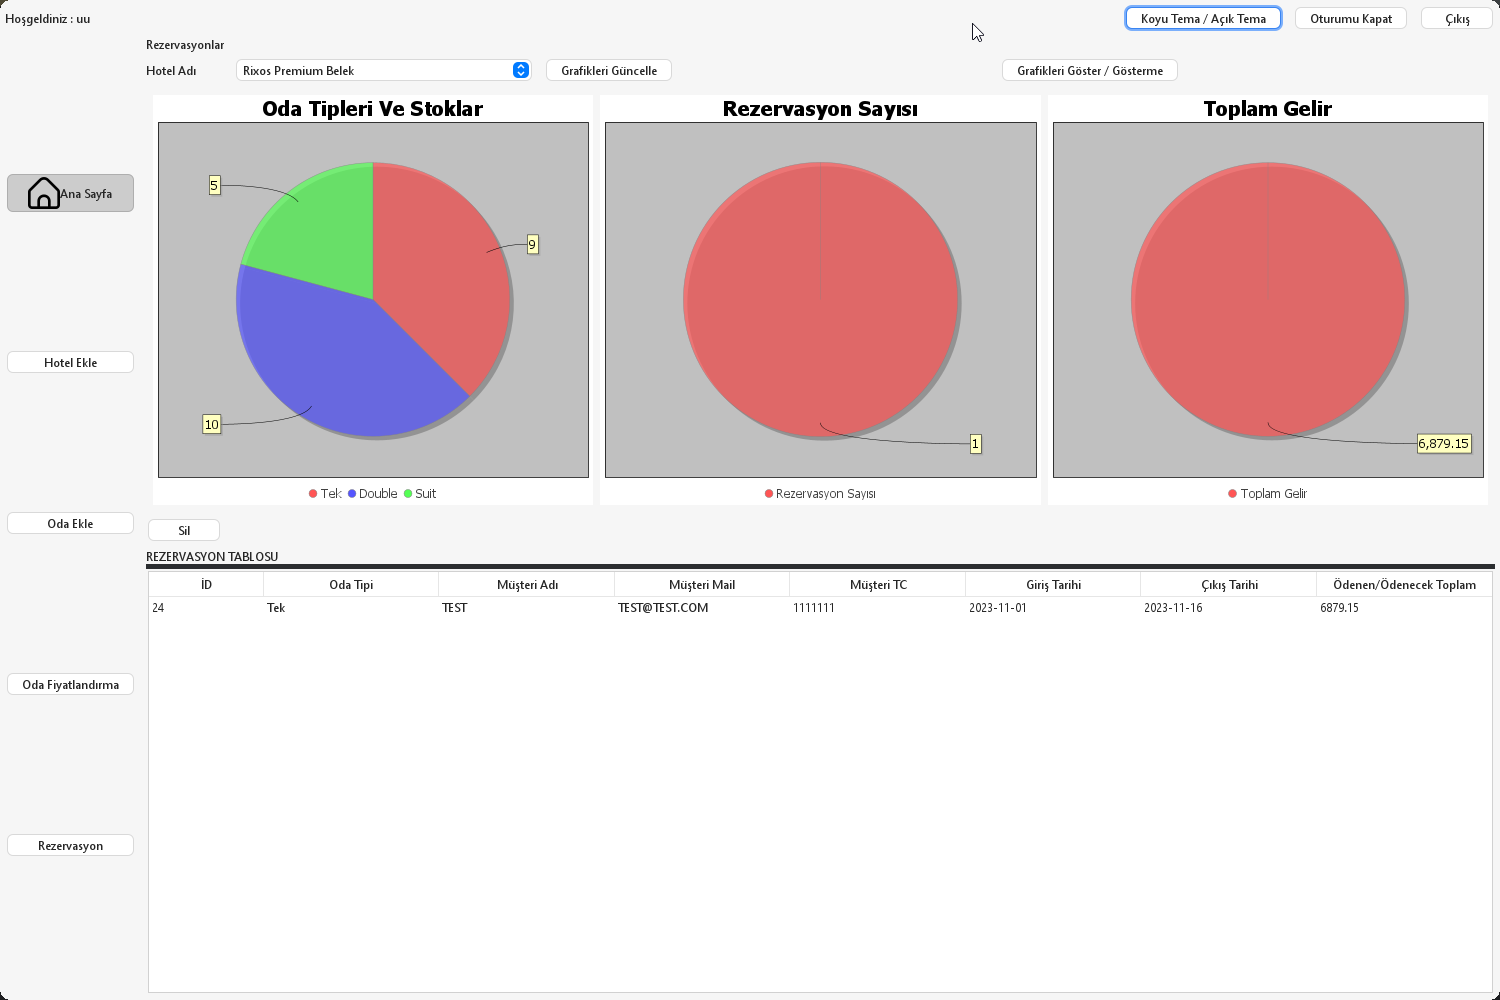 Hoşgeldiniz : uu
Koyu Tema / Açık Tema
Oturumu Kapat
Çıkış
Rezervasyonlar
Hotel Adı
Rixos Premium Belek
Grafikleri Güncelle
Grafikleri Göster / Gösterme
Ana Sayfa
Hotel Ekle
Oda Ekle
Oda Fiyatlandırma
Rezervasyon
Oda Tipleri Ve Stoklar
5
9
10
Tek Double Suit
Rezervasyon Sayısı
1
Rezervasyon Sayısı
Toplam Gelir
6,879.15
Toplam Gelir
Sil
REZERVASYON TABLOSU
İD Oda Tipi Müşteri Adı Müşteri Mail Müşteri TC Giriş Tarihi Çıkış Tarihi Ödenen/Ödenecek Toplam
24 Tek TEST TEST@TEST.COM 1111111 2023-11-01 2023-11-16 6879.15